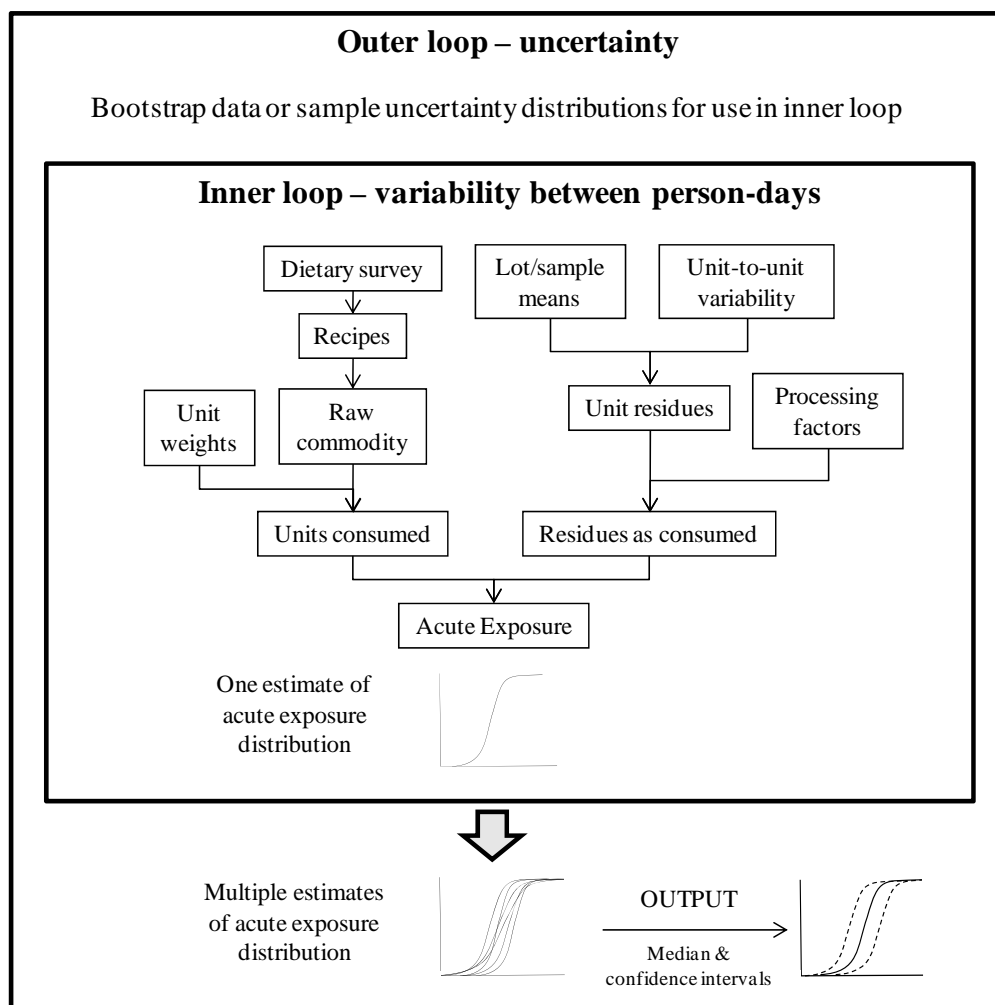 Outer loop – uncertainty
Bootstrap data or sample uncertainty distributions for use in inner loop
Inner loop – variability between person-days
Dietary survey
Recipes
Unit
weights
Raw
commodity
Units consumed
Lot/sample
means
Unit-to-unit
variability
Unit residues
Processing
factors
Residues as consumed
Acute Exposure
One estimate of
acute exposure
distribution
Multiple estimates
of acute exposure
distribution
OUTPUT
Median &
confidence intervals